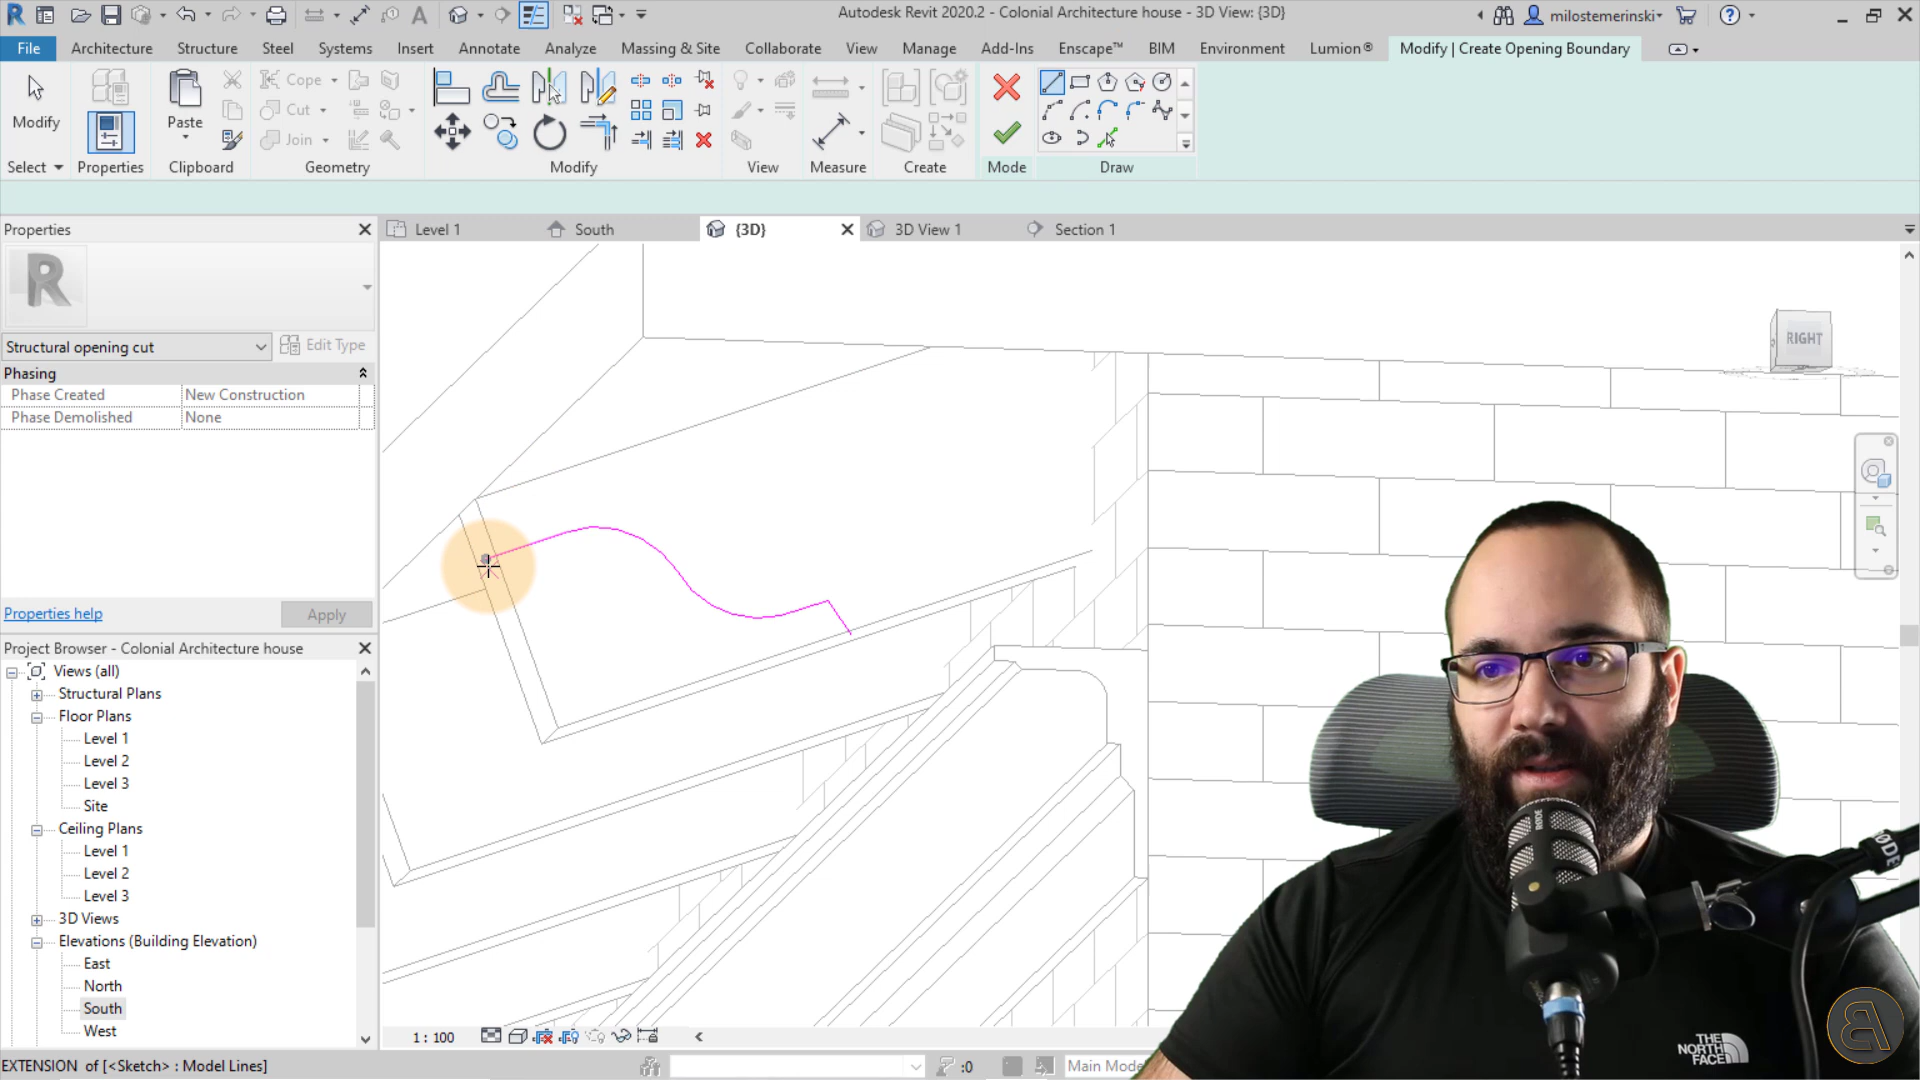 Autodesk Revit 2020.2 - Colonial Architecture house - 3D View: {3D}
milostemerinski
File
Architecture
Structure
Steel
Systems
Insert
Annotate
Analyze
Massing & Site
Collaborate
View
Manage
Add-Ins
Enscape™
BIM
Environment
Lumion®
Modify | Create Opening Boundary
Modify
Paste
Cope
Cut
Join
Select
Properties
Clipboard
Geometry
Modify
View
Measure
Create
Mode
Draw
Properties
Level 1
South
{3D}
3D View 1
Section 1
R
Structural opening cut
Edit Type
Phasing
Phase Created
New Construction
Phase Demolished
None
Properties help
Apply
RIGHT
Project Browser - Colonial Architecture house
Views (all)
Structural Plans
Floor Plans
Level 1
Level 2
Level 3
Site
Ceiling Plans
Level 1
Level 2
Level 3
3D Views
Elevations (Building Elevation)
East
North
South
West
1 : 100
EXTENSION of [<Sketch> : Model Lines]
:0
Main Mode
RØDE
THE
NORTH
FACE